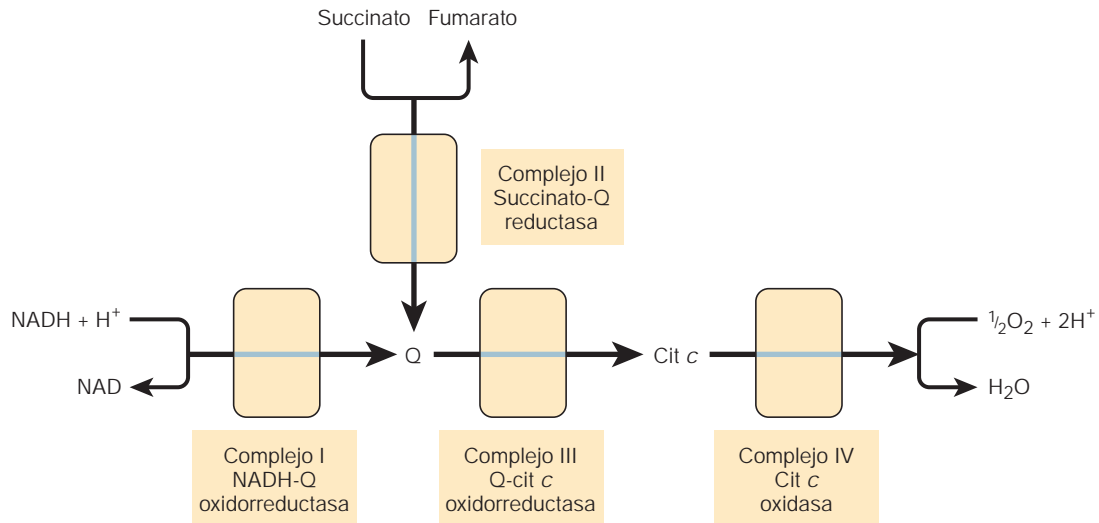 Succinato Fumarato
Complejo II
Succinato-Q
reductasa
NADH + H⁺
NAD
Q
Cit c
½O₂ + 2H⁺
H₂O
Complejo I
NADH-Q
oxidorreductasa
Complejo III
Q-cit c
oxidorreductasa
Complejo IV
Cit c
oxidasa